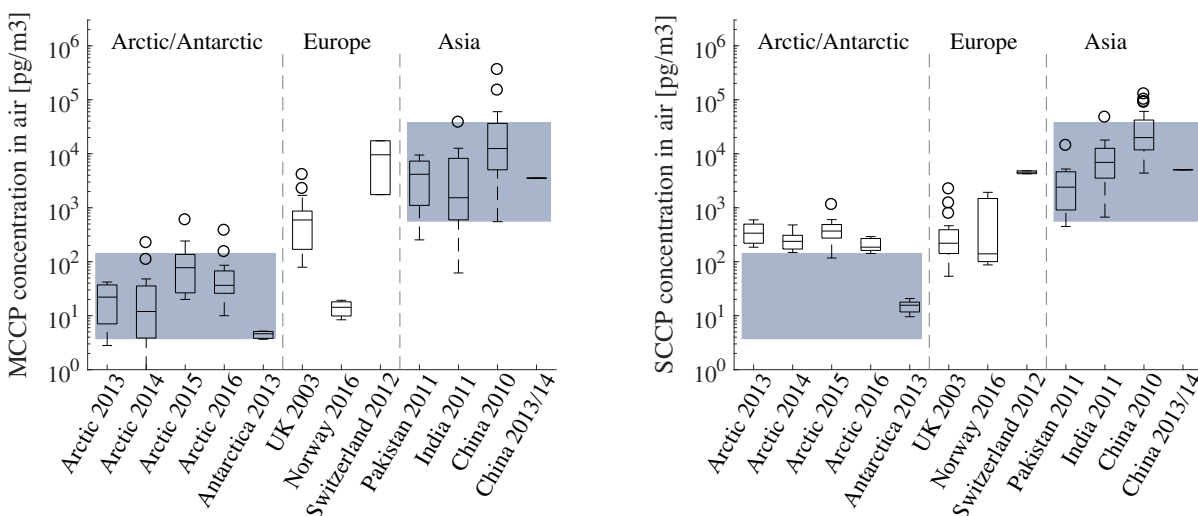 MCCP concentration in air [pg/m3]
10^6
10^5
10^4
10^3
10^2
10^1
10^0
Arctic/Antarctic
Europe
Asia
Arctic 2013
Arctic 2014
Arctic 2015
Arctic 2016
Antarctica 2013
UK 2003
Norway 2016
Switzerland 2012
Pakistan 2011
India 2011
China 2010
China 2013/14
SCCP concentration in air [pg/m3]
10^6
10^5
10^4
10^3
10^2
10^1
10^0
Arctic/Antarctic
Europe
Asia
Arctic 2013
Arctic 2014
Arctic 2015
Arctic 2016
Antarctica 2013
UK 2003
Norway 2016
Switzerland 2012
Pakistan 2011
India 2011
China 2010
China 2013/14